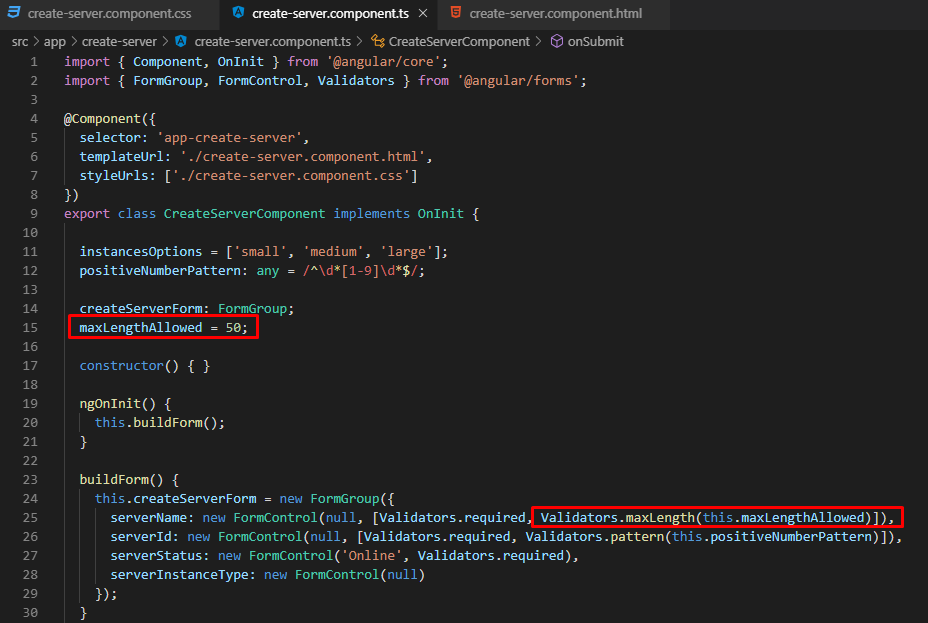 create-server.component.css create-server.component.ts × create-server.component.html
src > app > create-server > create-server.component.ts > CreateServerComponent > onSubmit
1 import { Component, OnInit } from '@angular/core';
2 import { FormGroup, FormControl, Validators } from '@angular/forms';
3
4 @Component({
5 selector: 'app-create-server',
6 templateUrl: './create-server.component.html',
7 styleUrls: ['./create-server.component.css']
8 })
9 export class CreateServerComponent implements OnInit {
10
11 instancesOptions = ['small', 'medium', 'large'];
12 positiveNumberPattern: any = /^\d*[1-9]\d*$/;
13
14 createServerForm: FormGroup;
15 maxLengthAllowed = 50;
16
17 constructor() { }
18
19 ngOnInit() {
20 this.buildForm();
21 }
22
23 buildForm() {
24 this.createServerForm = new FormGroup({
25 serverName: new FormControl(null, [Validators.required, Validators.maxLength(this.maxLengthAllowed)]),
26 serverId: new FormControl(null, [Validators.required, Validators.pattern(this.positiveNumberPattern)]),
27 serverStatus: new FormControl('Online', Validators.required),
28 serverInstanceType: new FormControl(null)
29 });
30 }